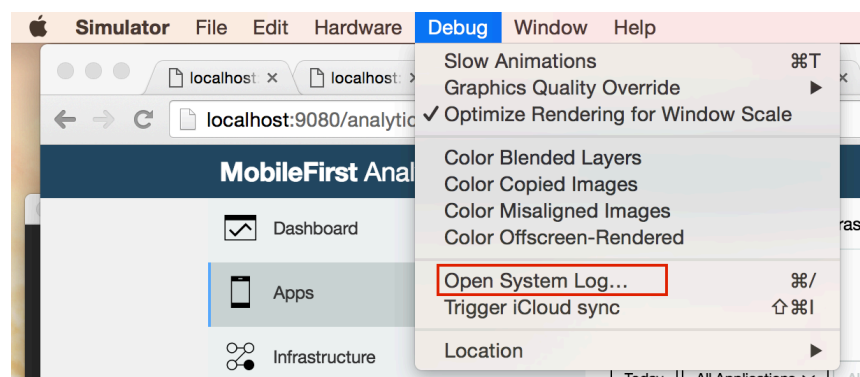 Simulator File Edit Hardware Debug Window Help
Slow Animations ⌘T
Graphics Quality Override ▶
✓ Optimize Rendering for Window Scale
Color Blended Layers
Color Copied Images
Color Misaligned Images
Color Offscreen-Rendered
Open System Log... ⌘/
Trigger iCloud sync ⇧⌘I
Location ▶
localhost: × localhost: ×
localhost:9080/analytic
MobileFirst Anal
Dashboard
Apps
Infrastructure
ras
Today All Applications